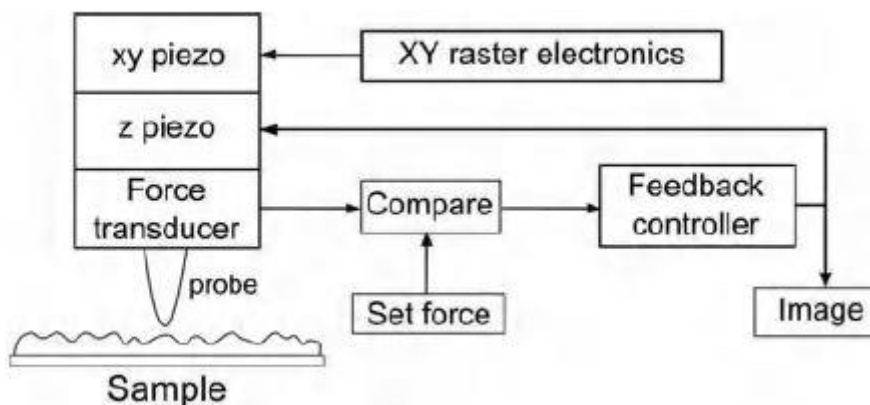 xy piezo
XY raster electronics
z piezo
Force
transducer
Compare
Feedback
controller
probe
Set force
Image
Sample